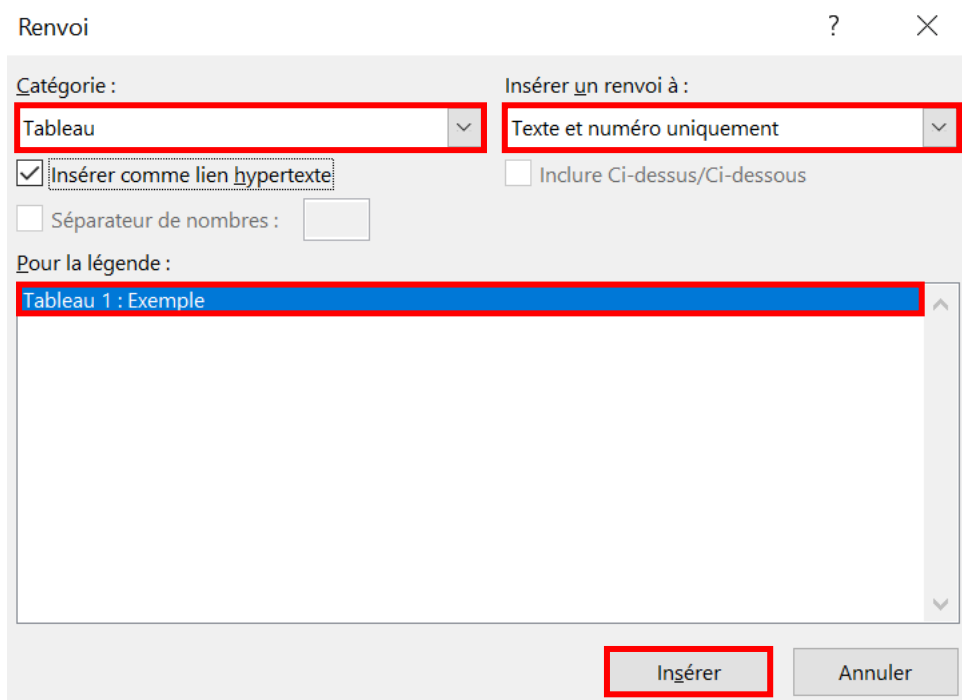 Renvoi ?
Catégorie : Insérer un renvoi à :
Tableau Texte et numéro uniquement
Insérer comme lien hypertexte Inclure Ci-dessus/Ci-dessous
Séparateur de nombres :
Pour la légende :
Tableau 1 : Exemple
Insérer Annuler